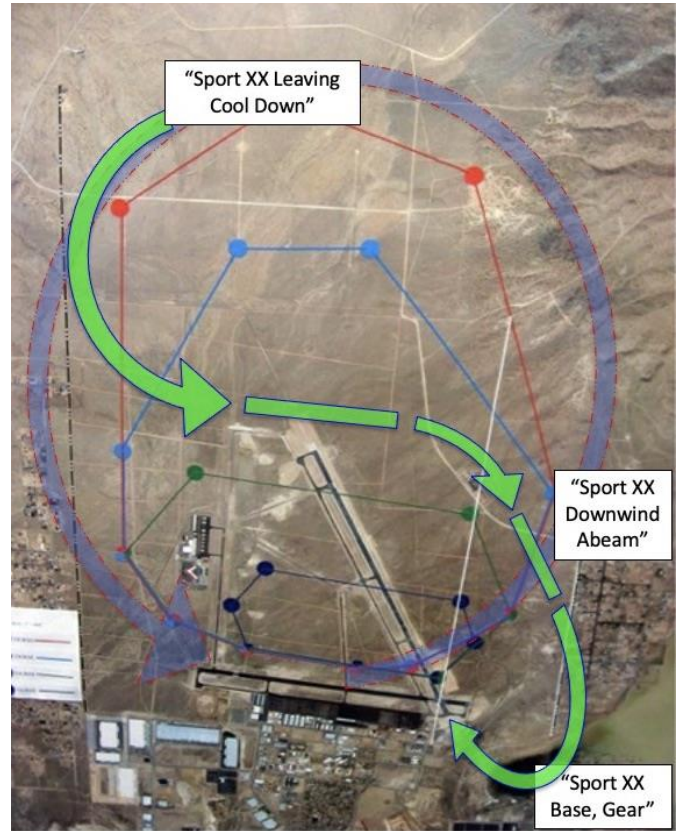 “Sport XX Leaving
Cool Down”
“Sport XX
Downwind
Abeam”
“Sport XX
Base, Gear”